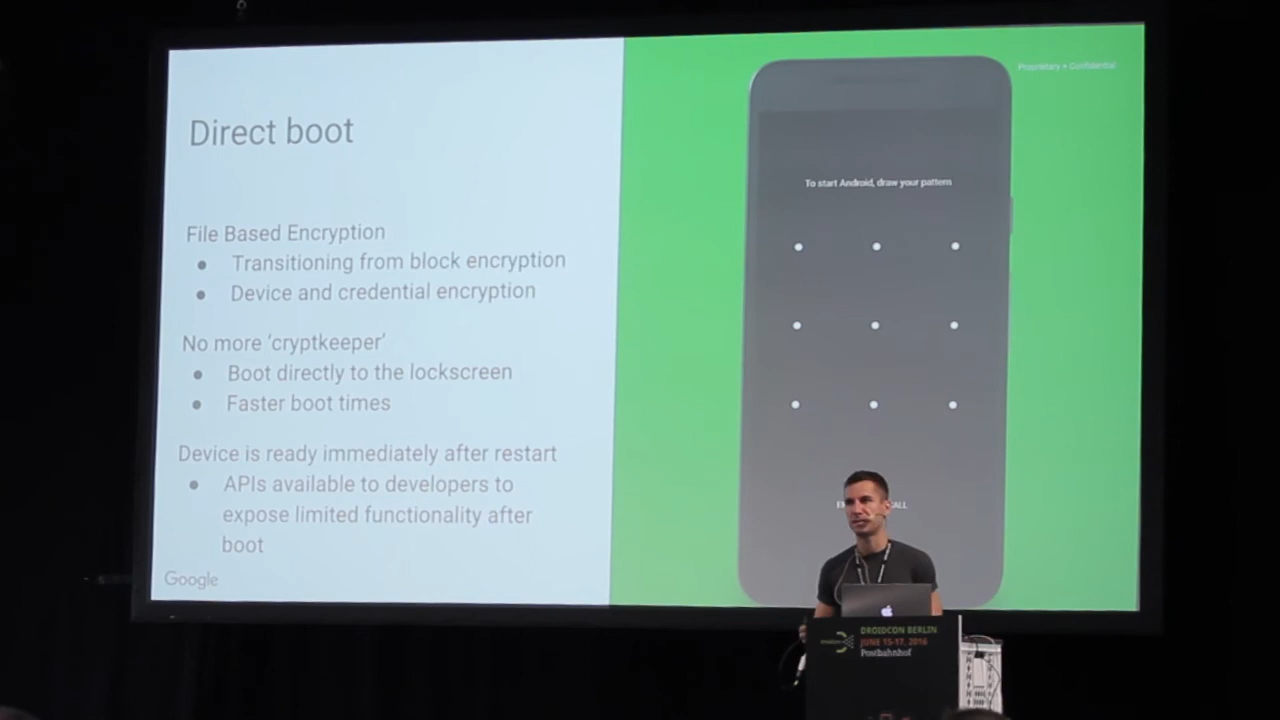 Direct boot
File Based Encryption
● Transitioning from block encryption
● Device and credential encryption
No more ‘cryptkeeper’
● Boot directly to the lockscreen
● Faster boot times
Device is ready immediately after restart
● APIs available to developers to
expose limited functionality after
boot
Google
Proprietary + Confidential
To start Android, draw your pattern
DROIDCON BERLIN
JUNE 15-17, 2016
Postbahnhof